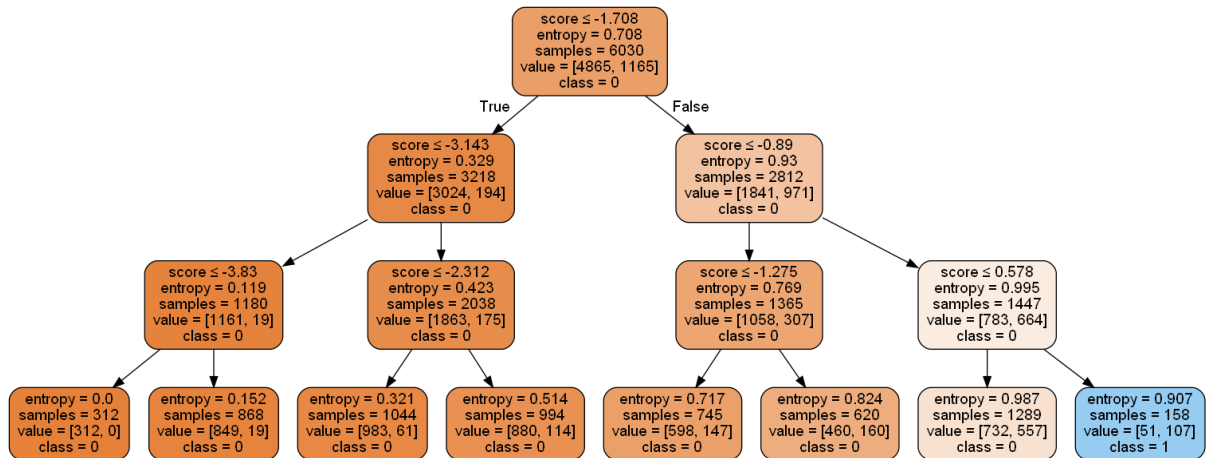 score ≤ -1.708
entropy = 0.708
samples = 6030
value = [4865, 1165]
class = 0
True
False
score ≤ -3.143
entropy = 0.329
samples = 3218
value = [3024, 194]
class = 0
score ≤ -0.89
entropy = 0.93
samples = 2812
value = [1841, 971]
class = 0
score ≤ -3.83
entropy = 0.119
samples = 1180
value = [1161, 19]
class = 0
score ≤ -2.312
entropy = 0.423
samples = 2038
value = [1863, 175]
class = 0
score ≤ -1.275
entropy = 0.769
samples = 1365
value = [1058, 307]
class = 0
score ≤ 0.578
entropy = 0.995
samples = 1447
value = [783, 664]
class = 0
entropy = 0.0
samples = 312
value = [312, 0]
class = 0
entropy = 0.152
samples = 868
value = [849, 19]
class = 0
entropy = 0.321
samples = 1044
value = [983, 61]
class = 0
entropy = 0.514
samples = 994
value = [880, 114]
class = 0
entropy = 0.717
samples = 745
value = [598, 147]
class = 0
entropy = 0.824
samples = 620
value = [460, 160]
class = 0
entropy = 0.987
samples = 1289
value = [732, 557]
class = 0
entropy = 0.907
samples = 158
value = [51, 107]
class = 1